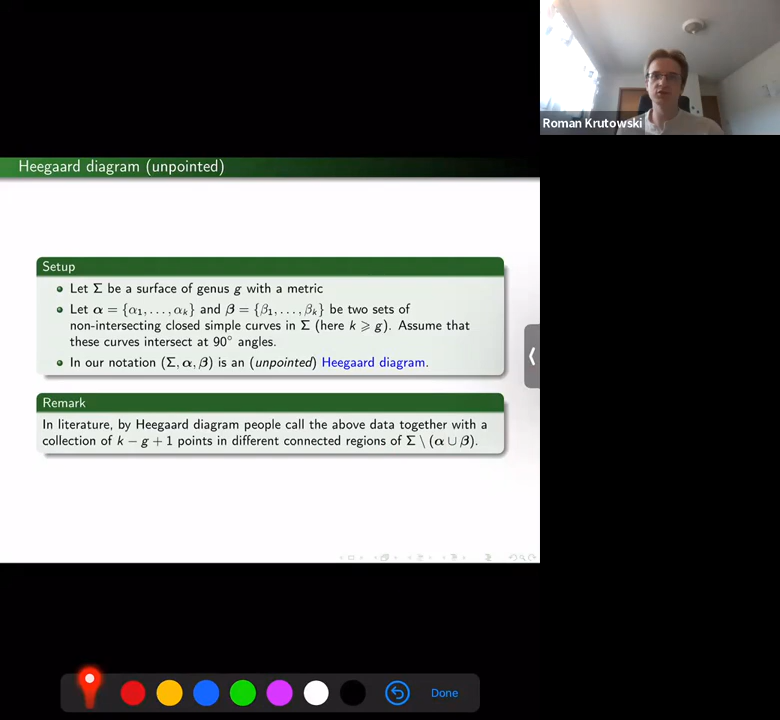 Roman Krutowski
Heegaard diagram (unpointed)
Setup
Let Σ be a surface of genus g with a metric
Let α = {α₁, . . . , αₖ} and β = {β₁, . . . , βₖ} be two sets of
non-intersecting closed simple curves in Σ (here k ⩾ g). Assume that
these curves intersect at 90° angles.
In our notation (Σ, α, β) is an (unpointed) Heegaard diagram.
Remark
In literature, by Heegaard diagram people call the above data together with a
collection of k − g + 1 points in different connected regions of Σ \ (α ∪ β).
Done